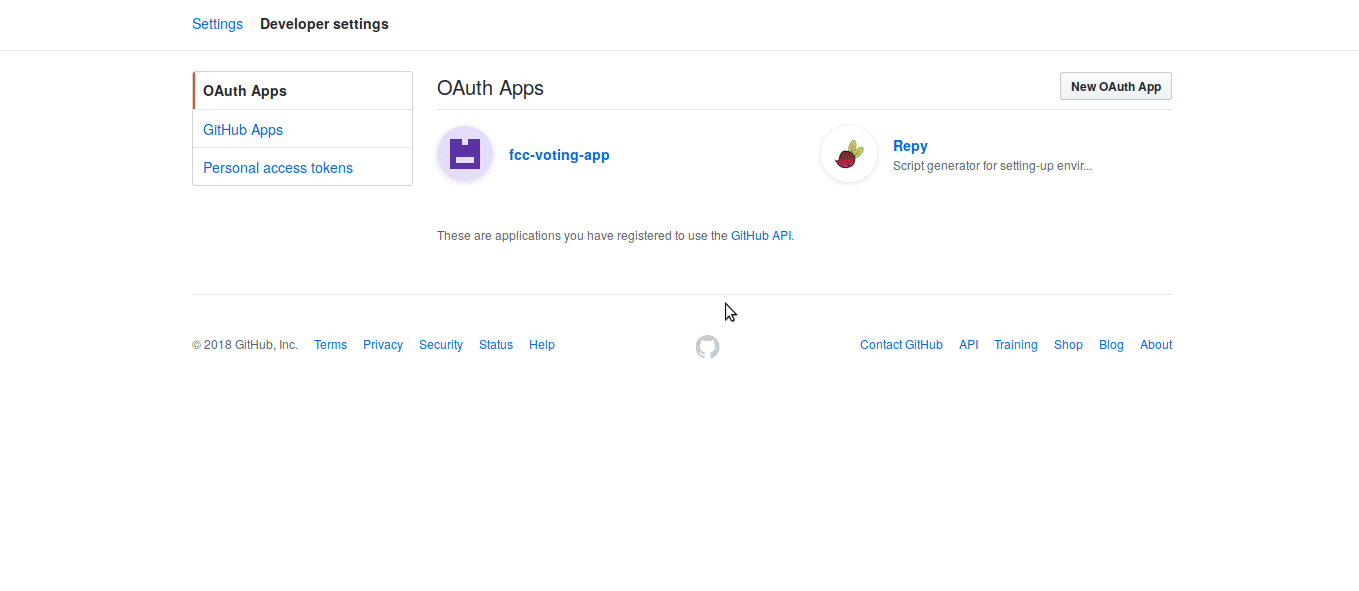 Settings / Developer settings
OAuth Apps
GitHub Apps
Personal access tokens
OAuth Apps
New OAuth App
fcc-voting-app
Repy
Script generator for setting-up envir...
These are applications you have registered to use the GitHub API.
© 2018 GitHub, Inc. Terms Privacy Security Status Help Contact GitHub API Training Shop Blog About